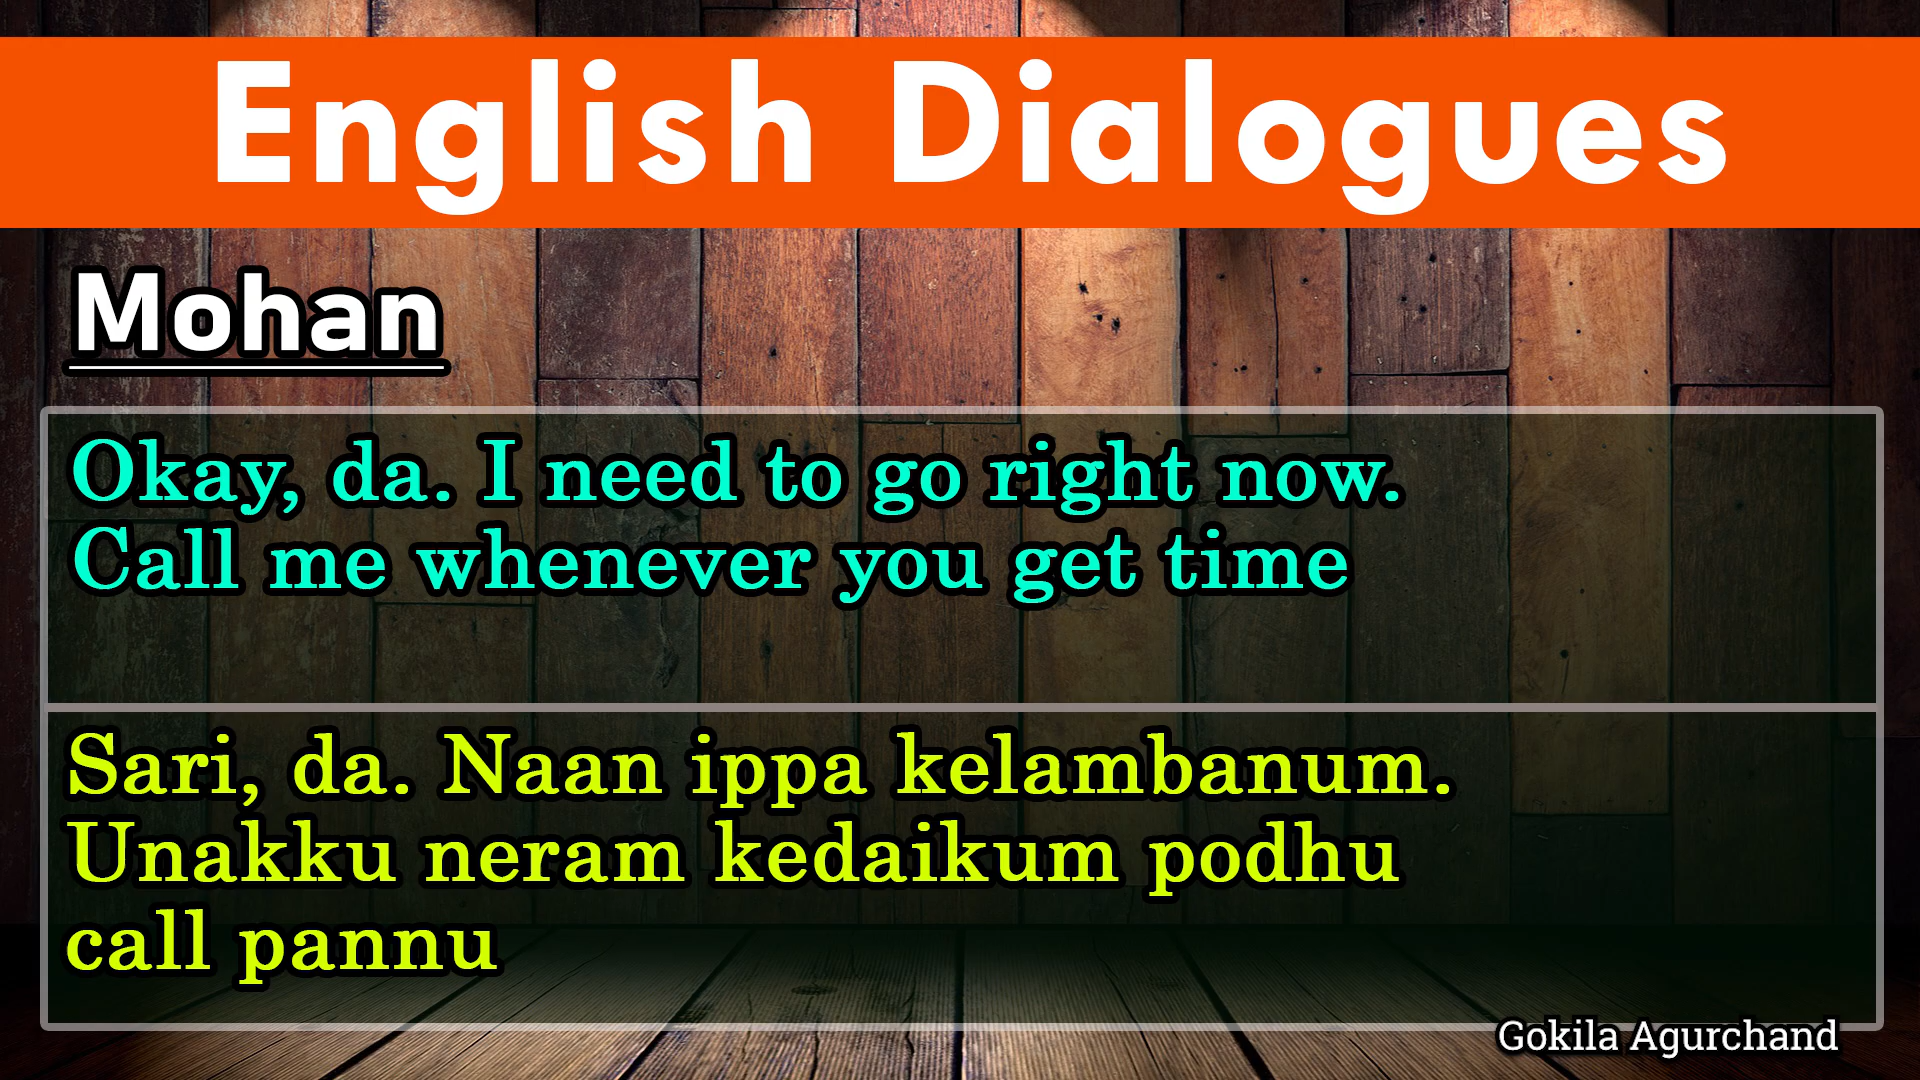 English Dialogues
Mohan
Okay, da. I need to go right now.
Call me whenever you get time
Sari, da. Naan ippa kelambanum.
Unakku neram kedaikum podhu
call pannu
Gokila Agurchand